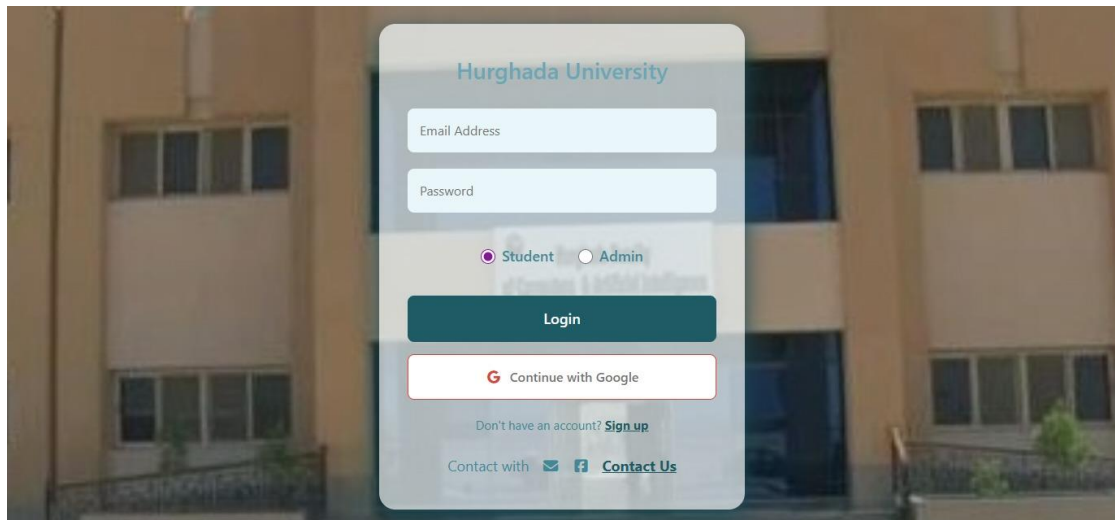 Hurghada University
Email Address
Password
Student Admin
Login
G Continue with Google
Don't have an account? Sign up
Contact with Contact Us